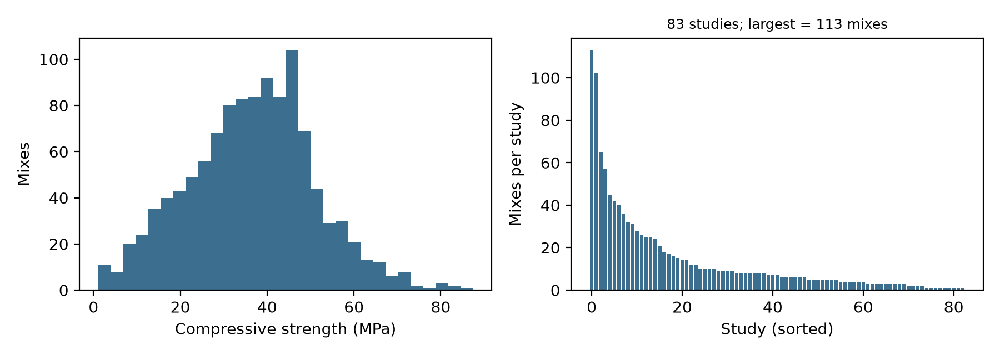 100
80
60
40
20
0
Mixes
0 20 40 60 80
Compressive strength (MPa)
83 studies; largest = 113 mixes
100
80
60
40
20
0
Mixes per study
0 20 40 60 80
Study (sorted)